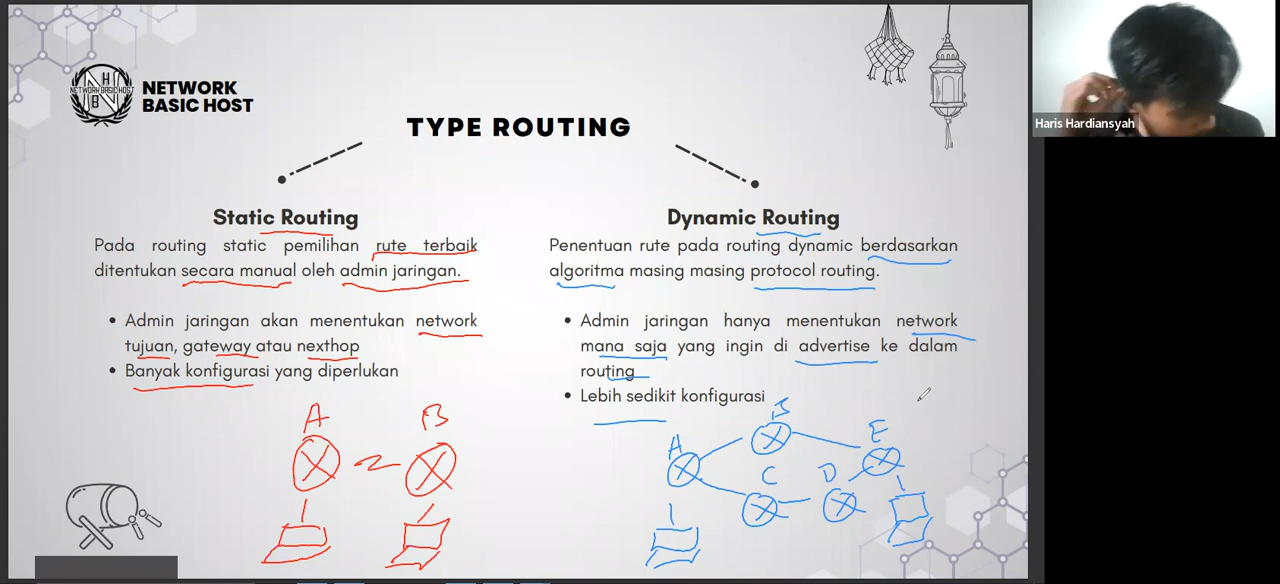 NETWORK
BASIC HOST
H
N
NETWORK BASIC HOST
B
Haris Hardiansyah
TYPE ROUTING
Static Routing
Pada routing static pemilihan rute terbaik
ditentukan secara manual oleh admin jaringan.
Admin jaringan akan menentukan network
tujuan, gateway atau nexthop
Banyak konfigurasi yang diperlukan
A
B
Dynamic Routing
Penentuan rute pada routing dynamic berdasarkan
algoritma masing masing protocol routing.
Admin jaringan hanya menentukan network
mana saja yang ingin di advertise ke dalam
routing
Lebih sedikit konfigurasi
B
A
E
C
D